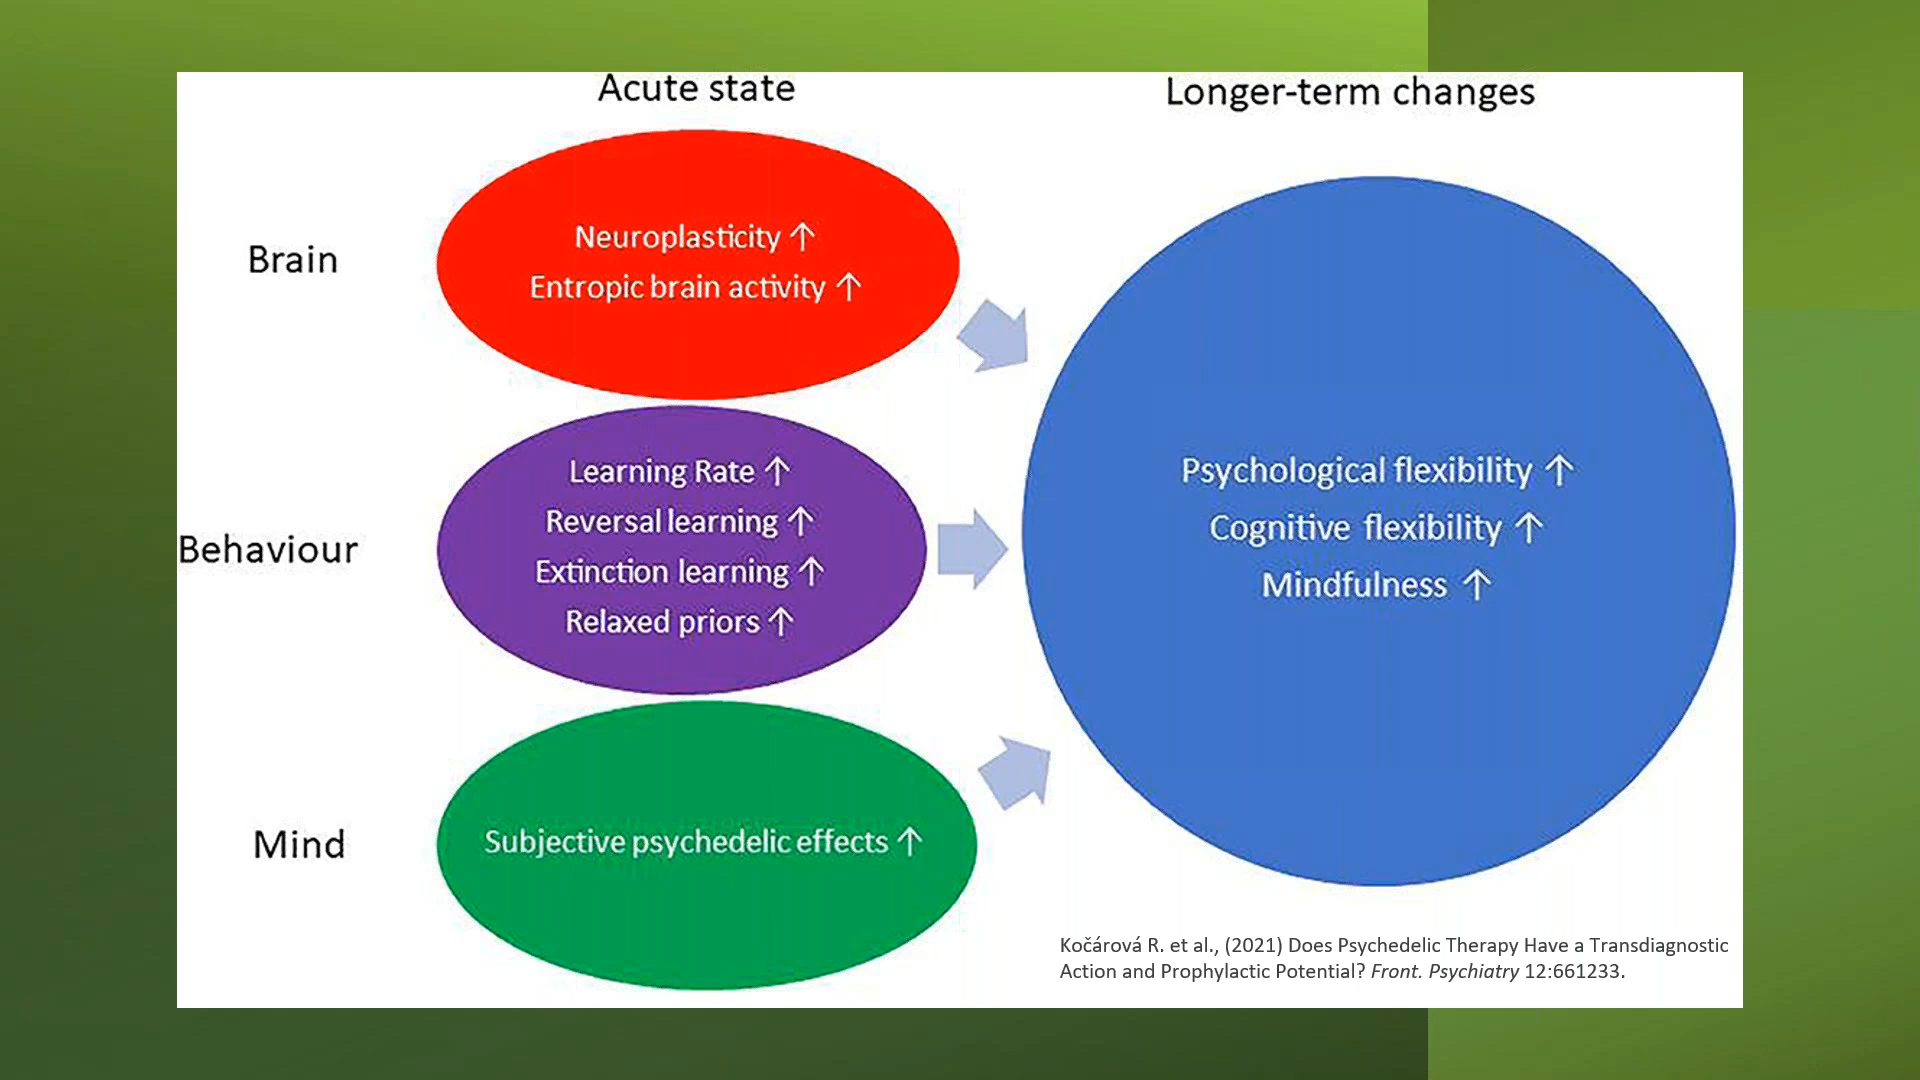 Acute state
Longer-term changes
Brain
Neuroplasticity ↑
Entropic brain activity ↑
Behaviour
Learning Rate ↑
Reversal learning ↑
Extinction learning ↑
Relaxed priors ↑
Mind
Subjective psychedelic effects ↑
Psychological flexibility ↑
Cognitive flexibility ↑
Mindfulness ↑
Kočárová R. et al., (2021) Does Psychedelic Therapy Have a Transdiagnostic
Action and Prophylactic Potential? Front. Psychiatry 12:661233.